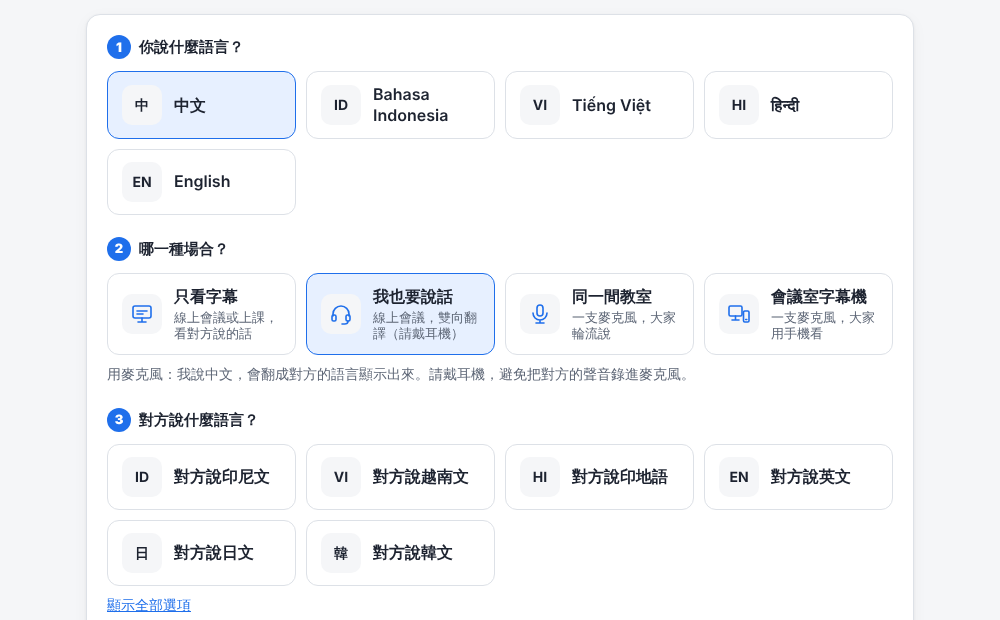 1 你說什麼語言？
中 中文
ID Bahasa Indonesia
VI Tiếng Việt
HI हिन्दी
EN English
2 哪一種場合？
只看字幕
線上會議或上課，
看對方說的話
我也要說話
線上會議，雙向翻
譯（請戴耳機）
同一間教室
一支麥克風，大家
輪流說
會議室字幕機
一支麥克風，大家
用手機看
用麥克風：我說中文，會翻成對方的語言顯示出來。請戴耳機，避免把對方的聲音錄進麥克風。
3 對方說什麼語言？
ID 對方說印尼文
VI 對方說越南文
HI 對方說印地語
EN 對方說英文
日 對方說日文
韓 對方說韓文
顯示全部選項